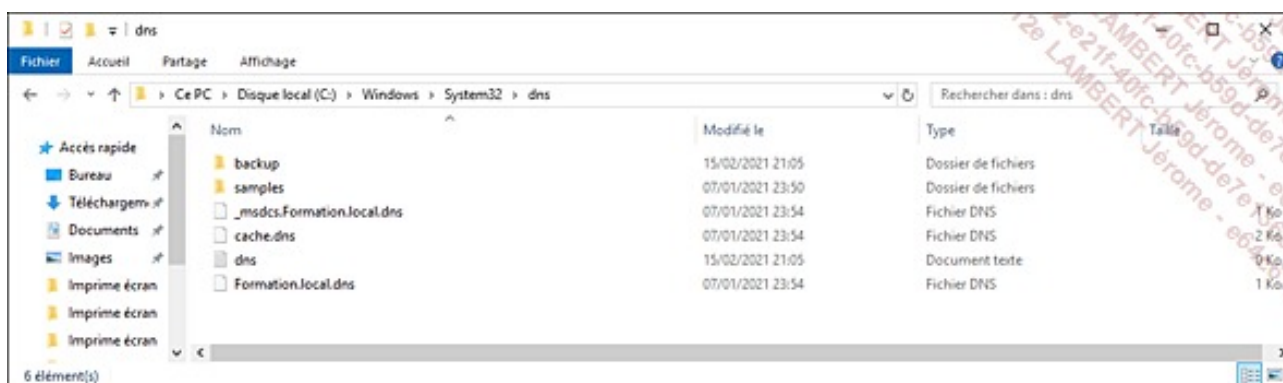 dns
Fichier Accueil Partage Affichage
Ce PC Disque local (C:) Windows System32 dns Rechercher dans : dns
Nom Modifié le Type Taille
Accès rapide
backup 15/02/2021 21:05 Dossier de fichiers
Bureau
samples 07/01/2021 23:50 Dossier de fichiers
Téléchargem
_msdcs.Formation.local.dns 07/01/2021 23:54 Fichier DNS 1 Ko
Documents
cache.dns 07/01/2021 23:54 Fichier DNS 2 Ko
Images
dns 15/02/2021 21:05 Document texte 0 Ko
Imprime écran
Formation.local.dns 07/01/2021 23:54 Fichier DNS 1 Ko
Imprime écran
Imprime écran
6 élément(s)
LAMBERT Jérome